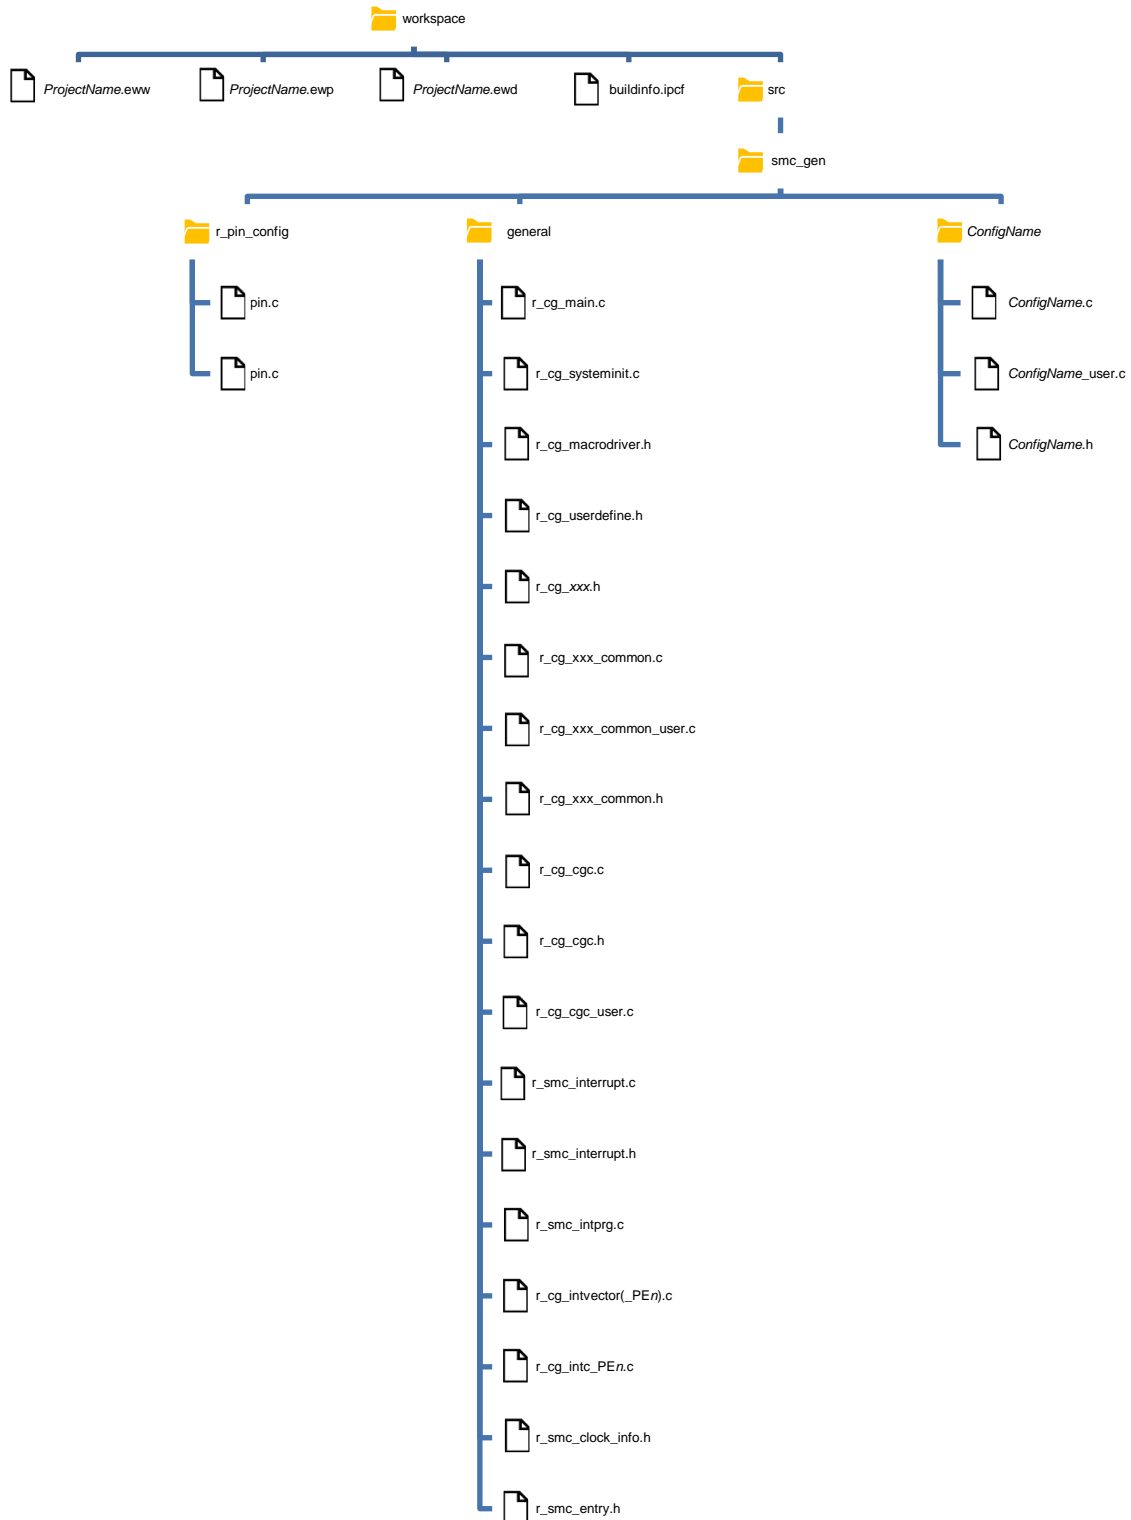 workspace
ProjectName.eww
ProjectName.ewp
ProjectName.ewd
buildinfo.ipcf
src
smc_gen
r_pin_config
general
ConfigName
pin.c
r_cg_main.c
ConfigName.c
pin.c
r_cg_systeminit.c
ConfigName_user.c
r_cg_macrodriver.h
ConfigName.h
r_cg_userdefine.h
r_cg_xxx.h
r_cg_xxx_common.c
r_cg_xxx_common_user.c
r_cg_xxx_common.h
r_cg_cgc.c
r_cg_cgc.h
r_cg_cgc_user.c
r_smc_interrupt.c
r_smc_interrupt.h
r_smc_intprg.c
r_cg_intvector(_PEn).c
r_cg_intc_PEn.c
r_smc_clock_info.h
r_smc_entry.h